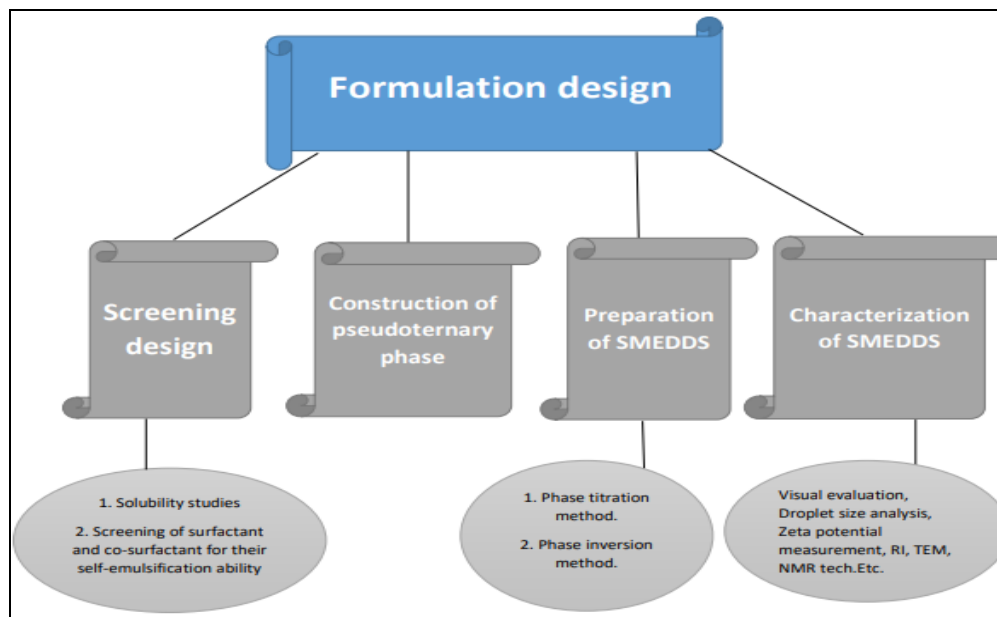 Formulation design
Screening
design
Construction of
pseudoternary
phase
Preparation
of SMEDDS
Characterization
of SMEDDS
1. Solubility studies
2. Screening of surfactant
and co-surfactant for their
self-emulsification ability
1. Phase titration
method.
2. Phase inversion
method.
Visual evaluation,
Droplet size analysis,
Zeta potential
measurement, RI, TEM,
NMR tech.Etc.